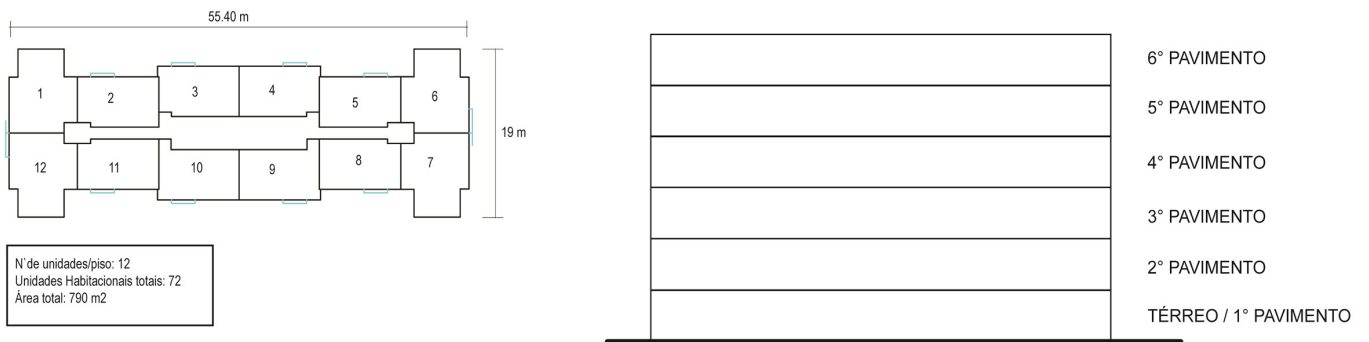 55.40 m
1
2
3
4
5
6
19 m
12
11
10
9
8
7
N`de unidades/piso: 12
Unidades Habitacionais totais: 72
Área total: 790 m2
6° PAVIMENTO
5° PAVIMENTO
4° PAVIMENTO
3° PAVIMENTO
2° PAVIMENTO
TÉRREO / 1° PAVIMENTO